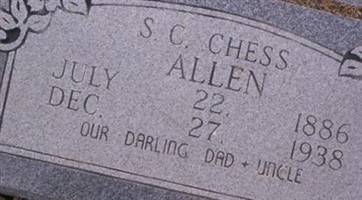 S. C. CHESS
ALLEN
JULY 22. 1886
DEC. 27. 1938
OUR DARLING DAD + UNCLE